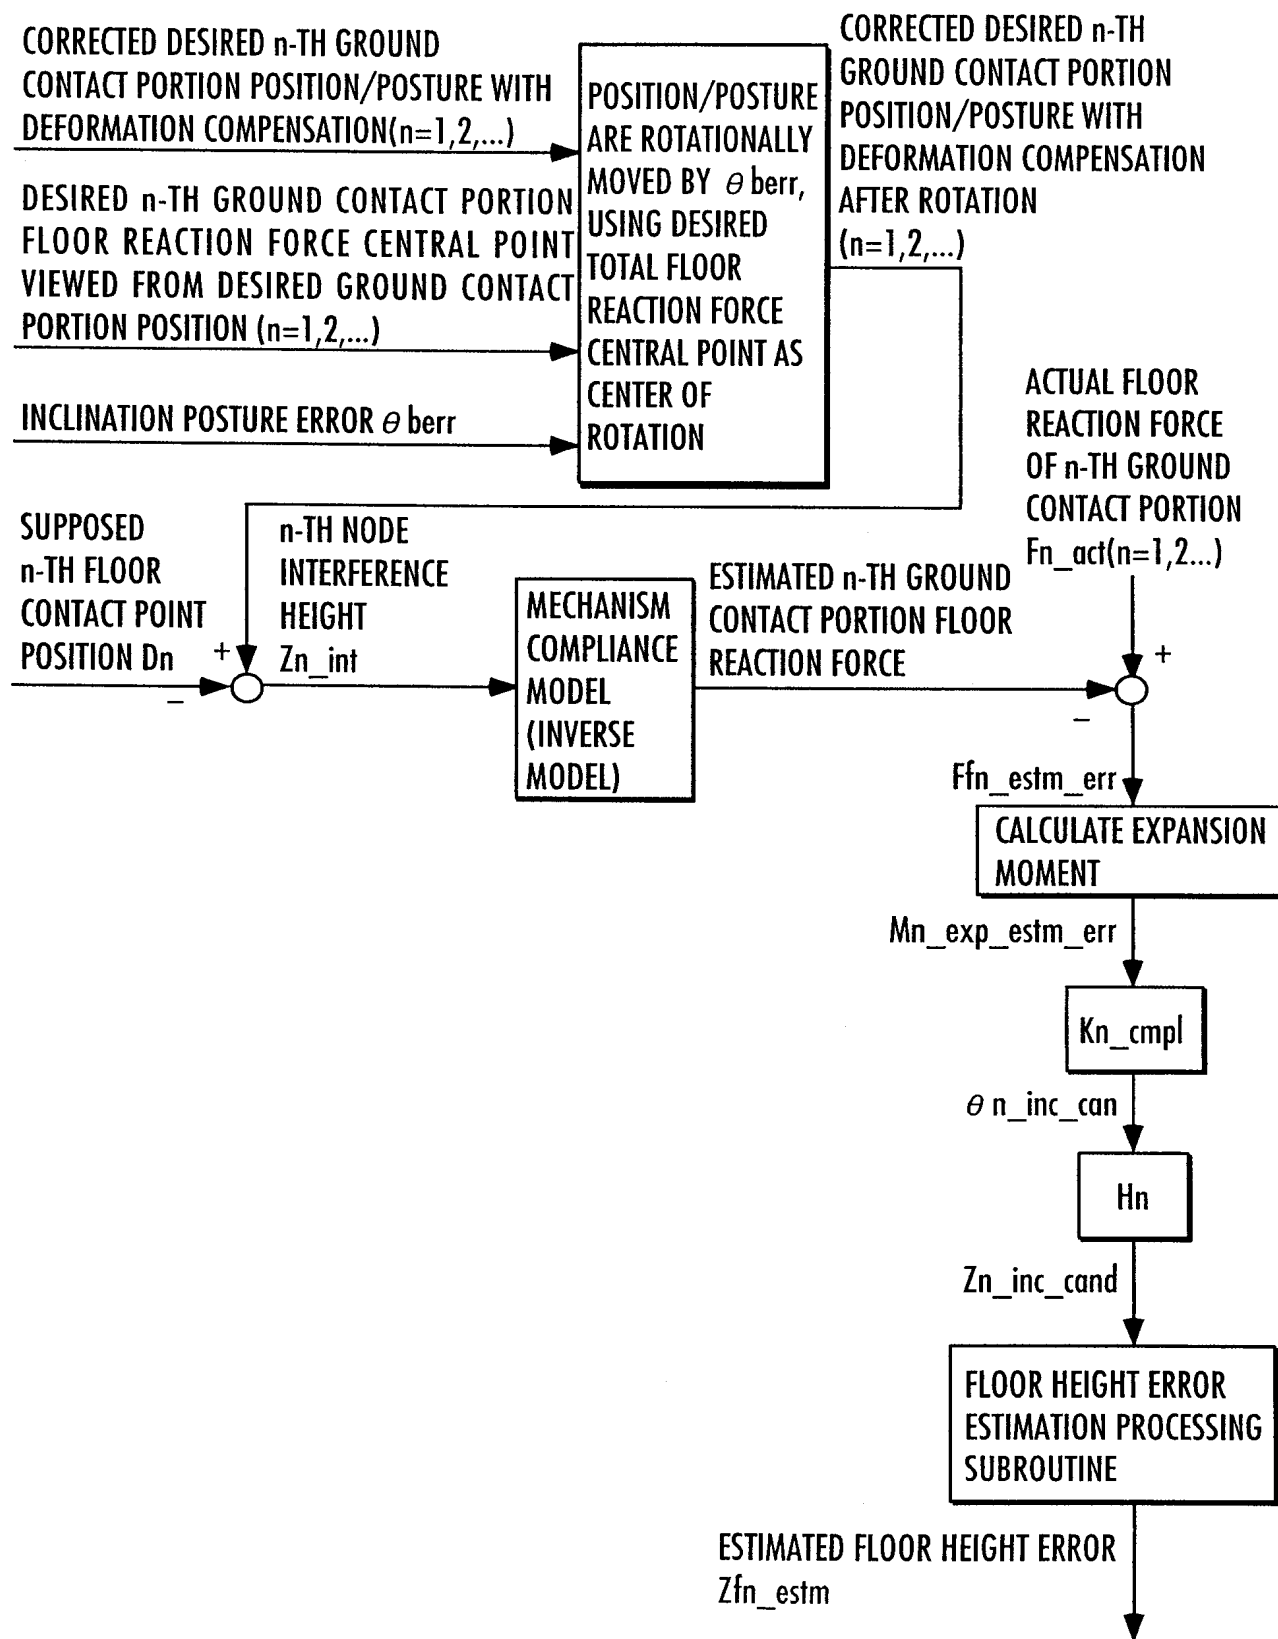 CORRECTED DESIRED n-TH GROUND
CONTACT PORTION POSITION/POSTURE WITH
DEFORMATION COMPENSATION(n=1,2,...)
DESIRED n-TH GROUND CONTACT PORTION
FLOOR REACTION FORCE CENTRAL POINT
VIEWED FROM DESIRED GROUND CONTACT
PORTION POSITION (n=1,2,...)
INCLINATION POSTURE ERROR θ berr
POSITION/POSTURE
ARE ROTATIONALLY
MOVED BY θ berr,
USING DESIRED
TOTAL FLOOR
REACTION FORCE
CENTRAL POINT AS
CENTER OF
ROTATION
CORRECTED DESIRED n-TH
GROUND CONTACT PORTION
POSITION/POSTURE WITH
DEFORMATION COMPENSATION
AFTER ROTATION
(n=1,2,...)
ACTUAL FLOOR
REACTION FORCE
OF n-TH GROUND
CONTACT PORTION
Fn_act(n=1,2...)
SUPPOSED
n-TH FLOOR
CONTACT POINT
POSITION Dn
+
−
n-TH NODE
INTERFERENCE
HEIGHT
Zn_int
MECHANISM
COMPLIANCE
MODEL
(INVERSE
MODEL)
ESTIMATED n-TH GROUND
CONTACT PORTION FLOOR
REACTION FORCE
+
−
Ffn_estm_err
CALCULATE EXPANSION
MOMENT
Mn_exp_estm_err
Kn_cmpl
θ n_inc_can
Hn
Zn_inc_cand
FLOOR HEIGHT ERROR
ESTIMATION PROCESSING
SUBROUTINE
ESTIMATED FLOOR HEIGHT ERROR
Zfn_estm